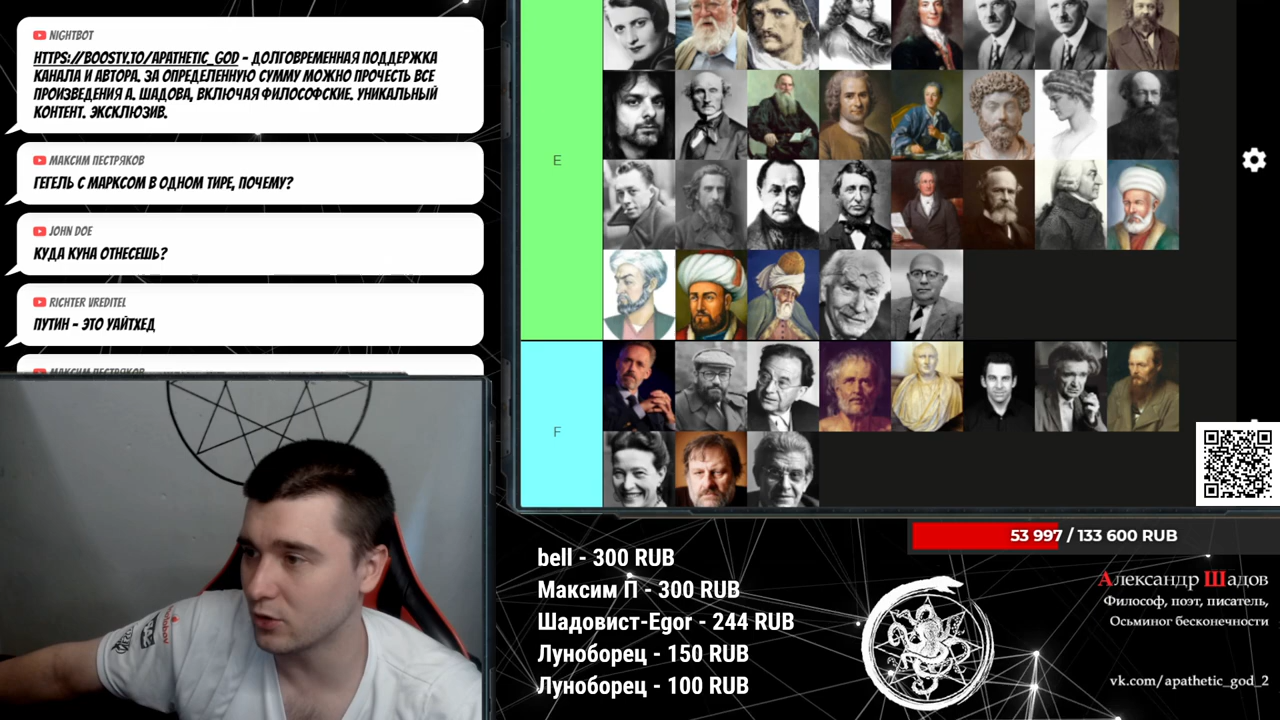 NIGHTBOT
HTTPS://BOOSTY.TO/APATHETIC_GOD - ДОЛГОВРЕМЕННАЯ ПОДДЕРЖКА
КАНАЛА И АВТОРА. ЗА ОПРЕДЕЛЕННУЮ СУММУ МОЖНО ПРОЧЕСТЬ ВСЕ
ПРОИЗВЕДЕНИЯ А. ШАДОВА, ВКЛЮЧАЯ ФИЛОСОФСКИЕ. УНИКАЛЬНЫЙ
КОНТЕНТ. ЭКСКЛЮЗИВ.
МАКСИМ ПЕСТРЯКОВ
ГЕГЕЛЬ С МАРКСОМ В ОДНОМ ТИРЕ, ПОЧЕМУ?
JOHN DOE
КУДА КУНА ОТНЕСЕШЬ?
RICHTER VREDITEL
ПУТИН - ЭТО УАЙТХЕД
МАКСИМ ПЕСТРЯКОВ
E
F
53 997 / 133 600 RUB
bell - 300 RUB
Максим П - 300 RUB
Шадовист-Egor - 244 RUB
Луноборец - 150 RUB
Луноборец - 100 RUB
Александр Шадов
Философ, поэт, писатель,
Осьминог бесконечности
vk.com/apathetic_god_2